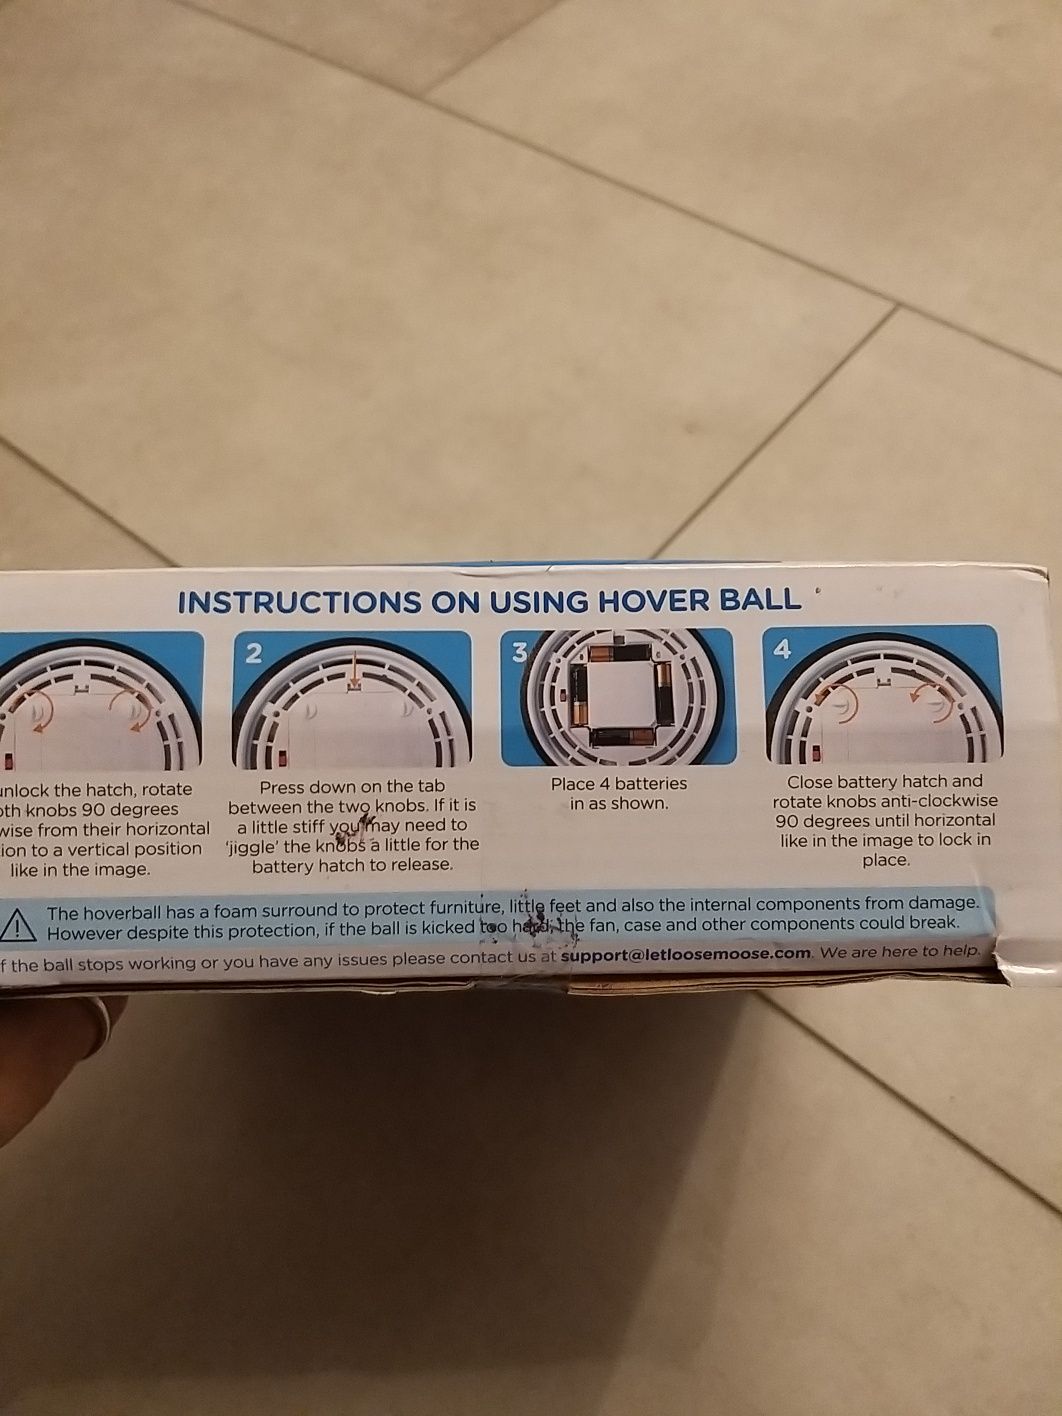 INSTRUCTIONS ON USING HOVER BALL
unlock the hatch, rotate
knobs 90 degrees
from their horizontal
to a vertical position
like in the image.
2
Press down on the tab
between the two knobs. If it is
a little stiff you may need to
'jiggle' the knobs a little for the
battery hatch to release.
3
Place 4 batteries
in as shown.
4
Close battery hatch and
rotate knobs anti-clockwise
90 degrees until horizontal
like in the image to lock in
place.
The hoverball has a foam surround to protect furniture, little feet and also the internal components from damage.
However despite this protection, if the ball is kicked too hard, the fan, case and other components could break.
f the ball stops working or you have any issues please contact us at support@letloosemoose.com. We are here to help.